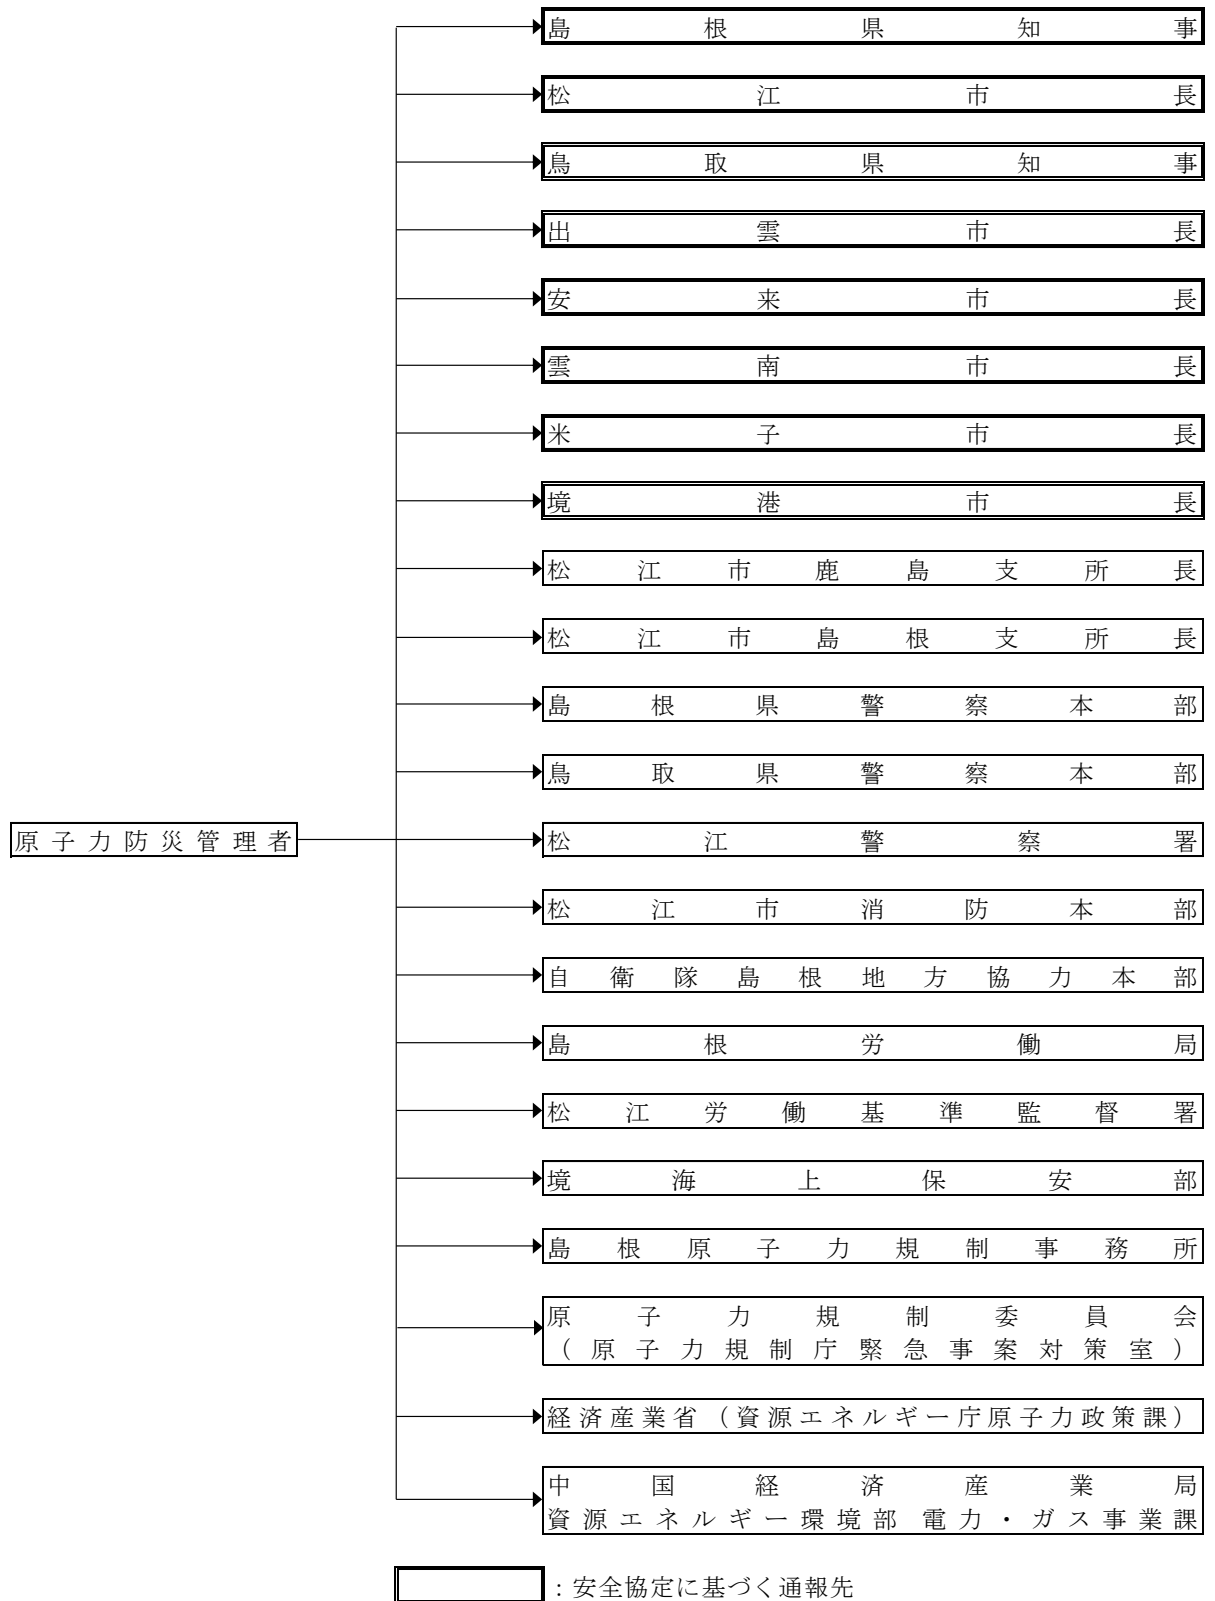 島根県知事
松江市長
鳥取県知事
出雲市長
安来市長
雲南市長
米子市長
境港市長
松江市鹿島支所長
松江市島根支所長
島根県警察本部
鳥取県警察本部
原子力防災管理者
松江警察署
松江市消防本部
自衛隊島根地方協力本部
島根労働局
松江労働基準監督署
境海上保安部
島根原子力規制事務所
原子力規制委員会
（原子力規制庁緊急事案対策室）
経済産業省（資源エネルギー庁原子力政策課）
中国経済産業局
資源エネルギー環境部 電力・ガス事業課
：安全協定に基づく通報先